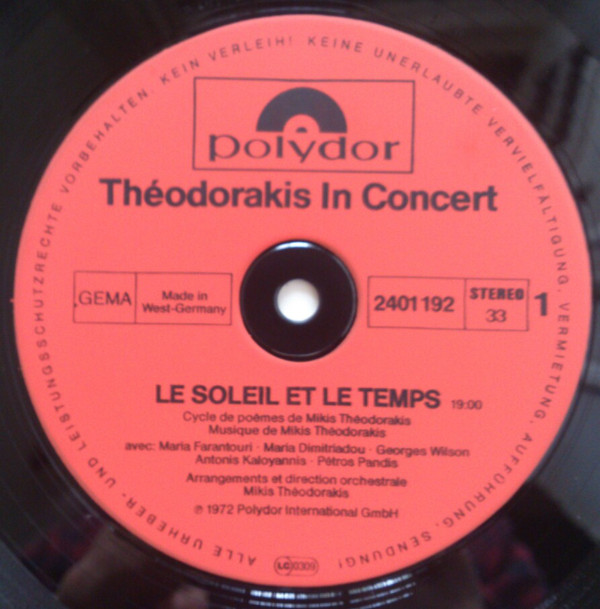 ALLE URHEBER- UND LEISTUNGSSCHUTZRECHTE VORBEHALTEN. KEIN VERLEIH! KEINE UNERLAUBTE VERVIELFÄLTIGUNG, VERMIETUNG, AUFFÜHRUNG, SENDUNG!
polydor
Théodorakis In Concert
GEMA
Made in
West-Germany
2401 192
STEREO
33
1
LE SOLEIL ET LE TEMPS 19:00
Cycle de poèmes de Mikis Théodorakis
Musique de Mikis Théodorakis
avec: Maria Farantouri · Maria Dimitriadou · Georges Wilson
Antonis Kaloyannis · Pétros Pandis
Arrangements et direction orchestrale
Mikis Théodorakis
℗ 1972 Polydor International GmbH
LC 0309